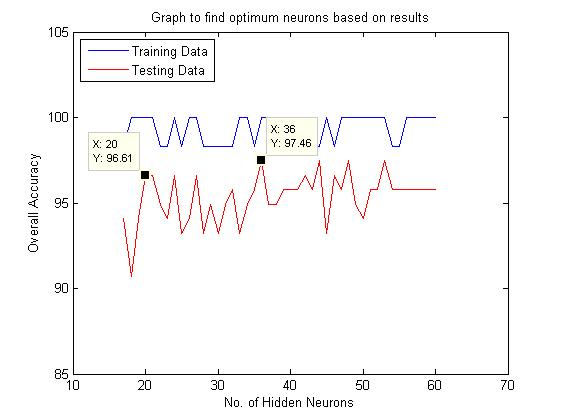 Graph to find optimum neurons based on results
105
Training Data
Testing Data
100
X: 20
Y: 96.61
X: 36
Y: 97.46
Overall Accuracy
95
90
85
10
20
30
40
50
60
70
No. of Hidden Neurons